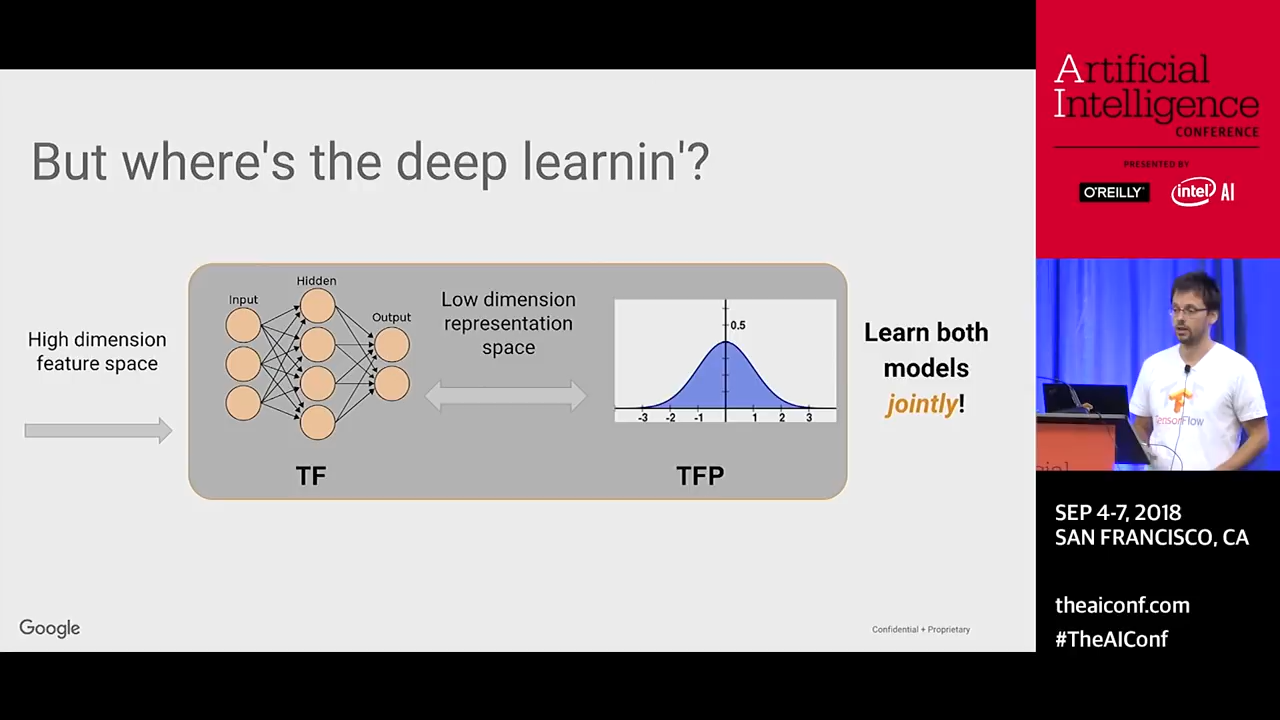 But where's the deep learnin'?
High dimension
feature space
Input
Hidden
Output
Low dimension
representation
space
0.5
-3 -2 -1 1 2 3
TF
TFP
Learn both
models
jointly!
Google
Confidential + Proprietary
Artificial
Intelligence
CONFERENCE
PRESENTED BY
O'REILLY
intel AI
TensorFlow
cial
SEP 4-7, 2018
SAN FRANCISCO, CA
theaiconf.com
#TheAIConf